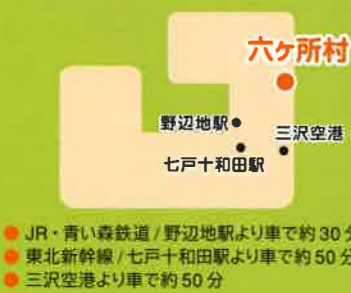 六ケ所村
野辺地駅
三沢空港
七戸十和田駅
JR・青い森鉄道/野辺地駅より車で約30分
東北新幹線/七戸十和田駅より車で約50分
三沢空港より車で約50分